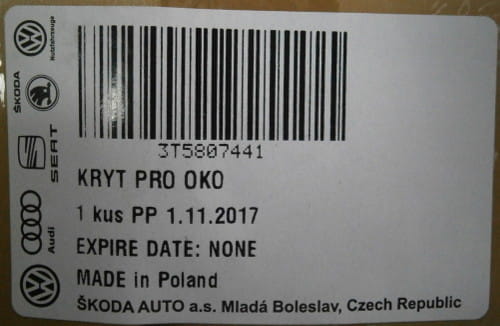 Nutzfahrzeuge
ŠKODA
SEAT
Audi
3T5807441
KRYT PRO OKO
1 kus PP 1.11.2017
EXPIRE DATE: NONE
MADE in Poland
ŠKODA AUTO a.s. Mladá Boleslav, Czech Republic